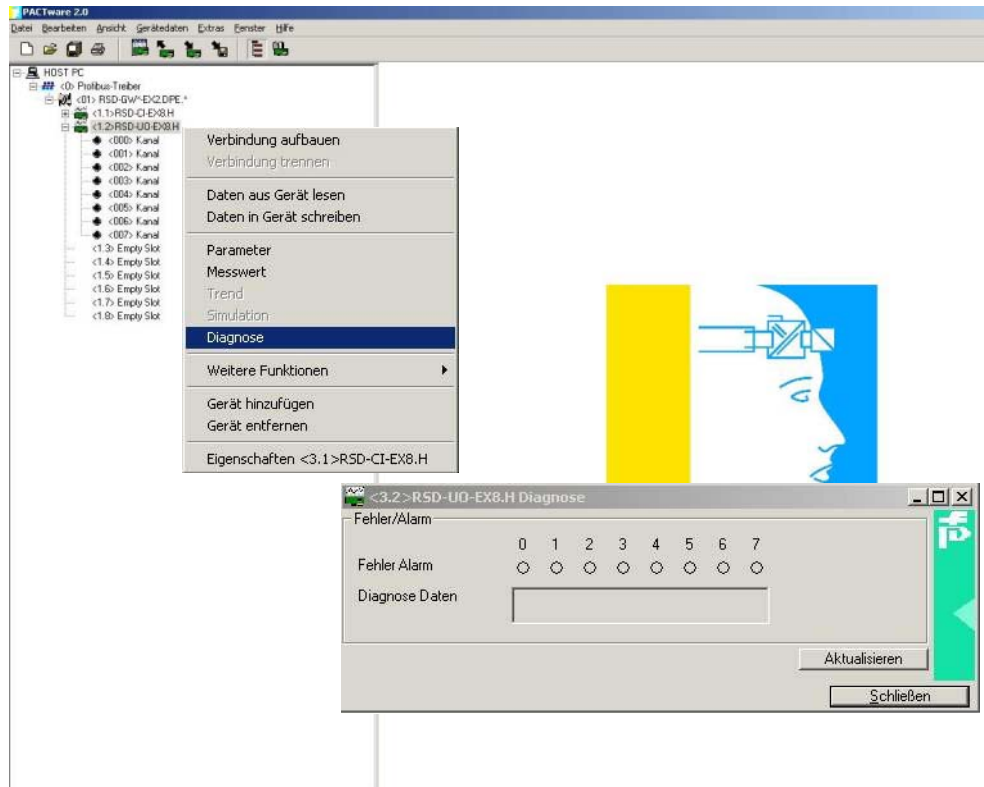 PACTware 2.0
Datei Bearbeiten Ansicht Gerätedaten Extras Fenster Hilfe
HOST PC
<0> Profibus-Treiber
<01> RSD-GW*-EX2.DPE.*
<1.1>RSD-CI-EX8.H
<1.2>RSD-UO-EX8.H
<000> Kanal
<001> Kanal
<002> Kanal
<003> Kanal
<004> Kanal
<005> Kanal
<006> Kanal
<007> Kanal
<1.3> Empty Slot
<1.4> Empty Slot
<1.5> Empty Slot
<1.6> Empty Slot
<1.7> Empty Slot
<1.8> Empty Slot
Verbindung aufbauen
Verbindung trennen
Daten aus Gerät lesen
Daten in Gerät schreiben
Parameter
Messwert
Trend
Simulation
Diagnose
Weitere Funktionen
Gerät hinzufügen
Gerät entfernen
Eigenschaften <3.1>RSD-CI-EX8.H
<3.2>RSD-UO-EX8.H Diagnose
Fehler/Alarm
0 1 2 3 4 5 6 7
Fehler Alarm
Diagnose Daten
Aktualisieren
Schließen